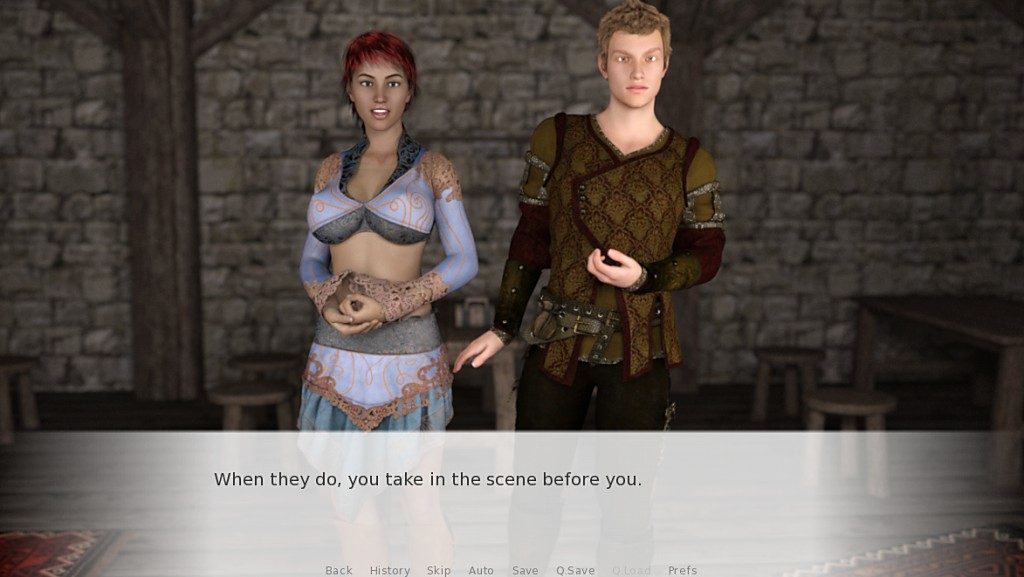 When they do, you take in the scene before you.
Back History Skip Auto Save Q.Save Q.Load Prefs